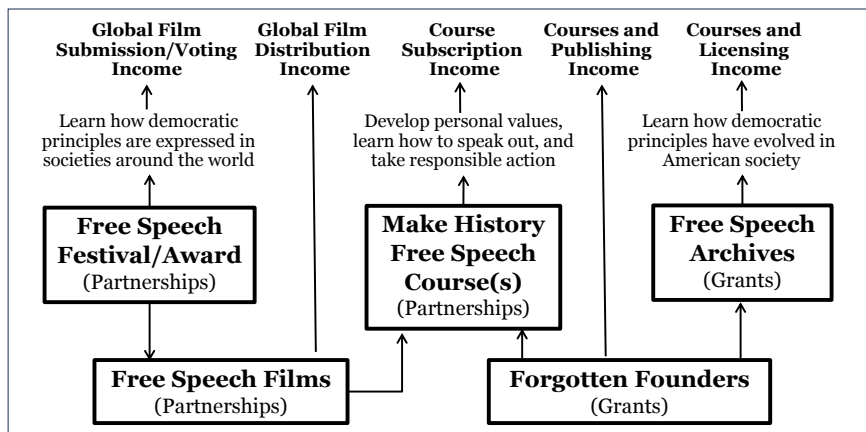 Global Film
Submission/Voting
Income
Global Film
Distribution
Income
Course
Subscription
Income
Courses and
Publishing
Income
Courses and
Licensing
Income
Learn how democratic
principles are expressed in
societies around the world
Develop personal values,
learn how to speak out, and
take responsible action
Learn how democratic
principles have evolved in
American society
Free Speech
Festival/Award
(Partnerships)
Make History
Free Speech
Course(s)
(Partnerships)
Free Speech
Archives
(Grants)
Free Speech Films
(Partnerships)
Forgotten Founders
(Grants)